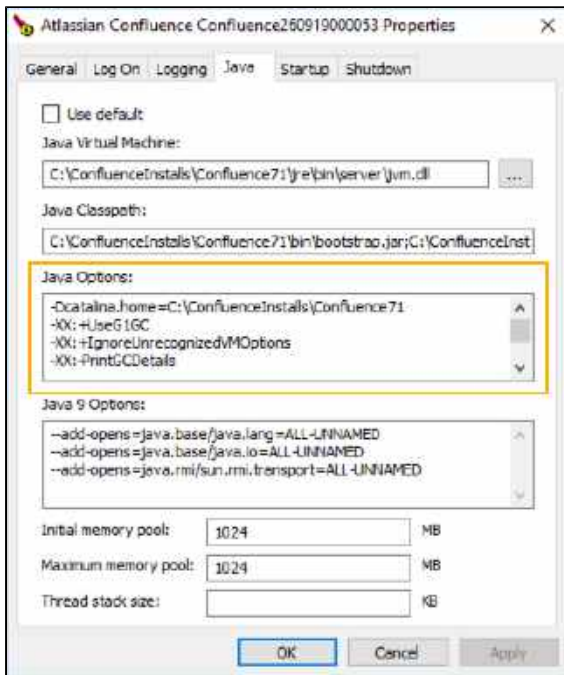 Atlassian Confluence Confluence260919000053 Properties
General Log On Logging Java Startup Shutdown
Use default
Java Virtual Machine:
C:\ConfluenceInstalls\Confluence71\jre\bin\server\jvm.dll ...
Java Classpath:
C:\ConfluenceInstalls\Confluence71\bin\bootstrap.jar;C:\ConfluenceInst
Java Options:
-Dcatalina.home=C:\ConfluenceInstalls\Confluence71
-XX:+UseG1GC
-XX:+IgnoreUnrecognizedVMOptions
-XX:-PrintGCDetails
Java 9 Options:
--add-opens=java.base/java.lang=ALL-UNNAMED
--add-opens=java.base/java.io=ALL-UNNAMED
--add-opens=java.rmi/sun.rmi.transport=ALL-UNNAMED
Initial memory pool: 1024 MB
Maximum memory pool: 1024 MB
Thread stack size: KB
OK Cancel Apply